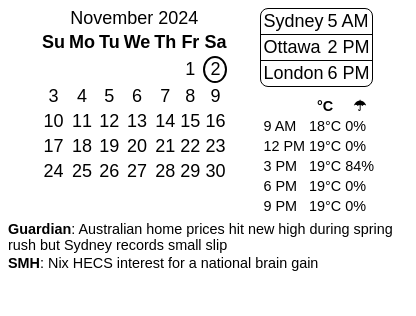 November 2024
Su Mo Tu We Th Fr Sa
1 2
3 4 5 6 7 8 9
10 11 12 13 14 15 16
17 18 19 20 21 22 23
24 25 26 27 28 29 30
Sydney 5 AM
Ottawa 2 PM
London 6 PM
°C ☂
9 AM 18°C 0%
12 PM 19°C 0%
3 PM 19°C 84%
6 PM 19°C 0%
9 PM 19°C 0%
Guardian: Australian home prices hit new high during spring
rush but Sydney records small slip
SMH: Nix HECS interest for a national brain gain